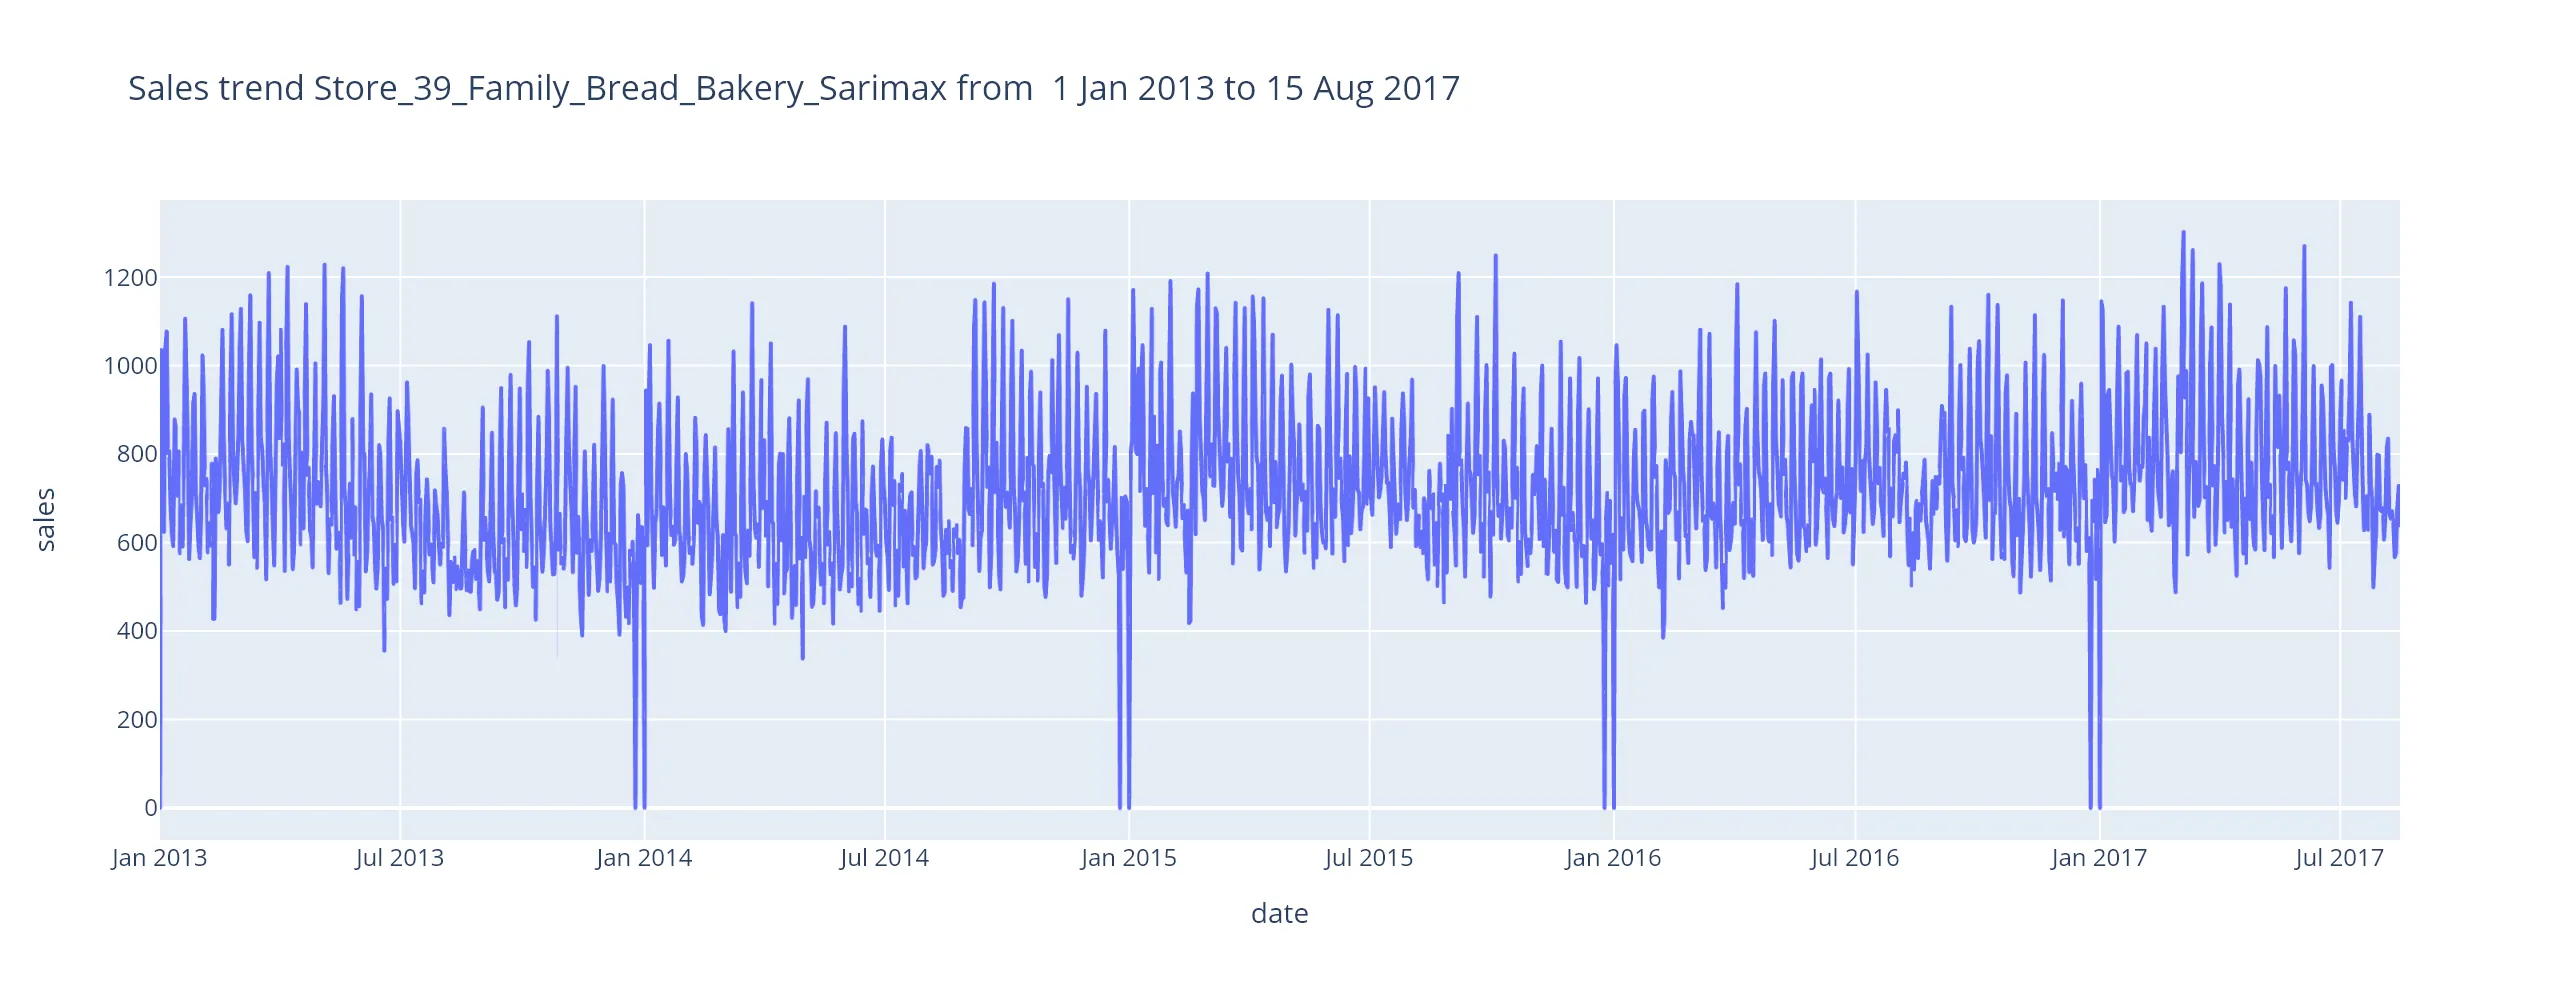 Sales trend Store_39_Family_Bread_Bakery_Sarimax from  1 Jan 2013 to 15 Aug 2017
sales
1200
1000
800
600
400
200
0
Jan 2013 Jul 2013 Jan 2014 Jul 2014 Jan 2015 Jul 2015 Jan 2016 Jul 2016 Jan 2017 Jul 2017
date